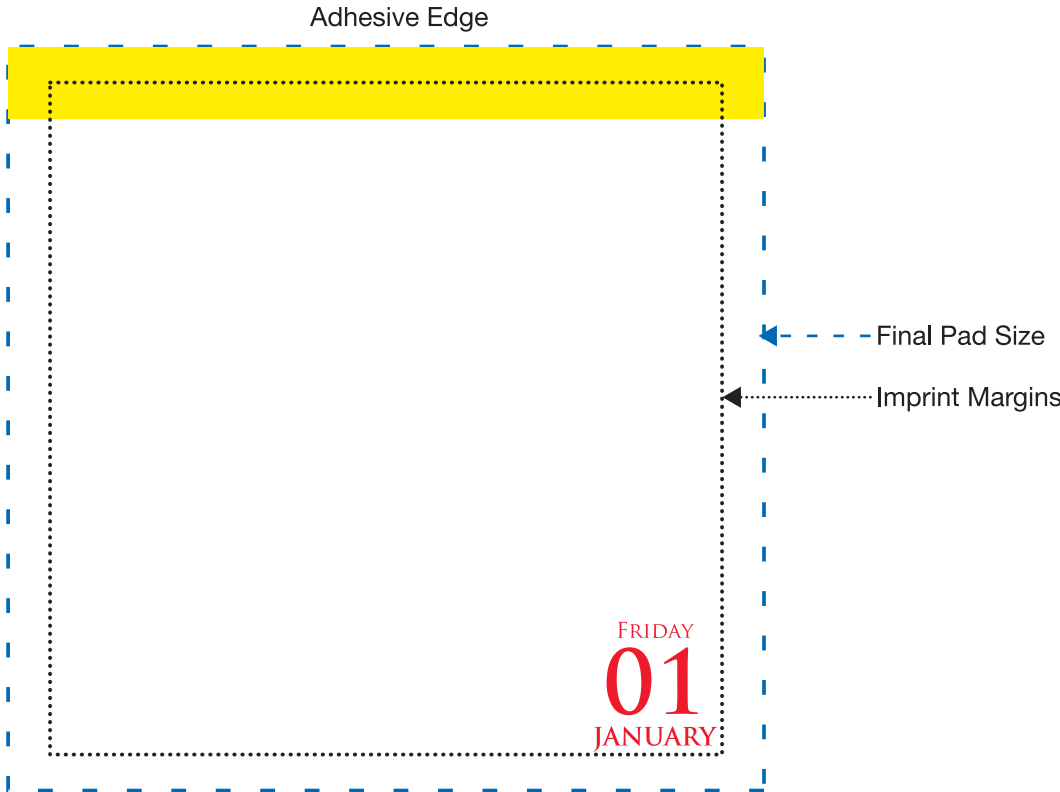 Adhesive Edge
Final Pad Size
Imprint Margins
FRIDAY
01
JANUARY